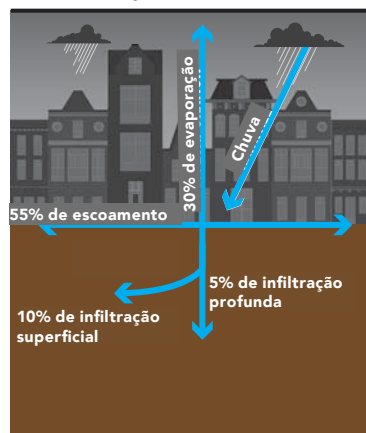 30% de evaporação
Chuva
55% de escoamento
5% de infiltração
profunda
10% de infiltração
superficial